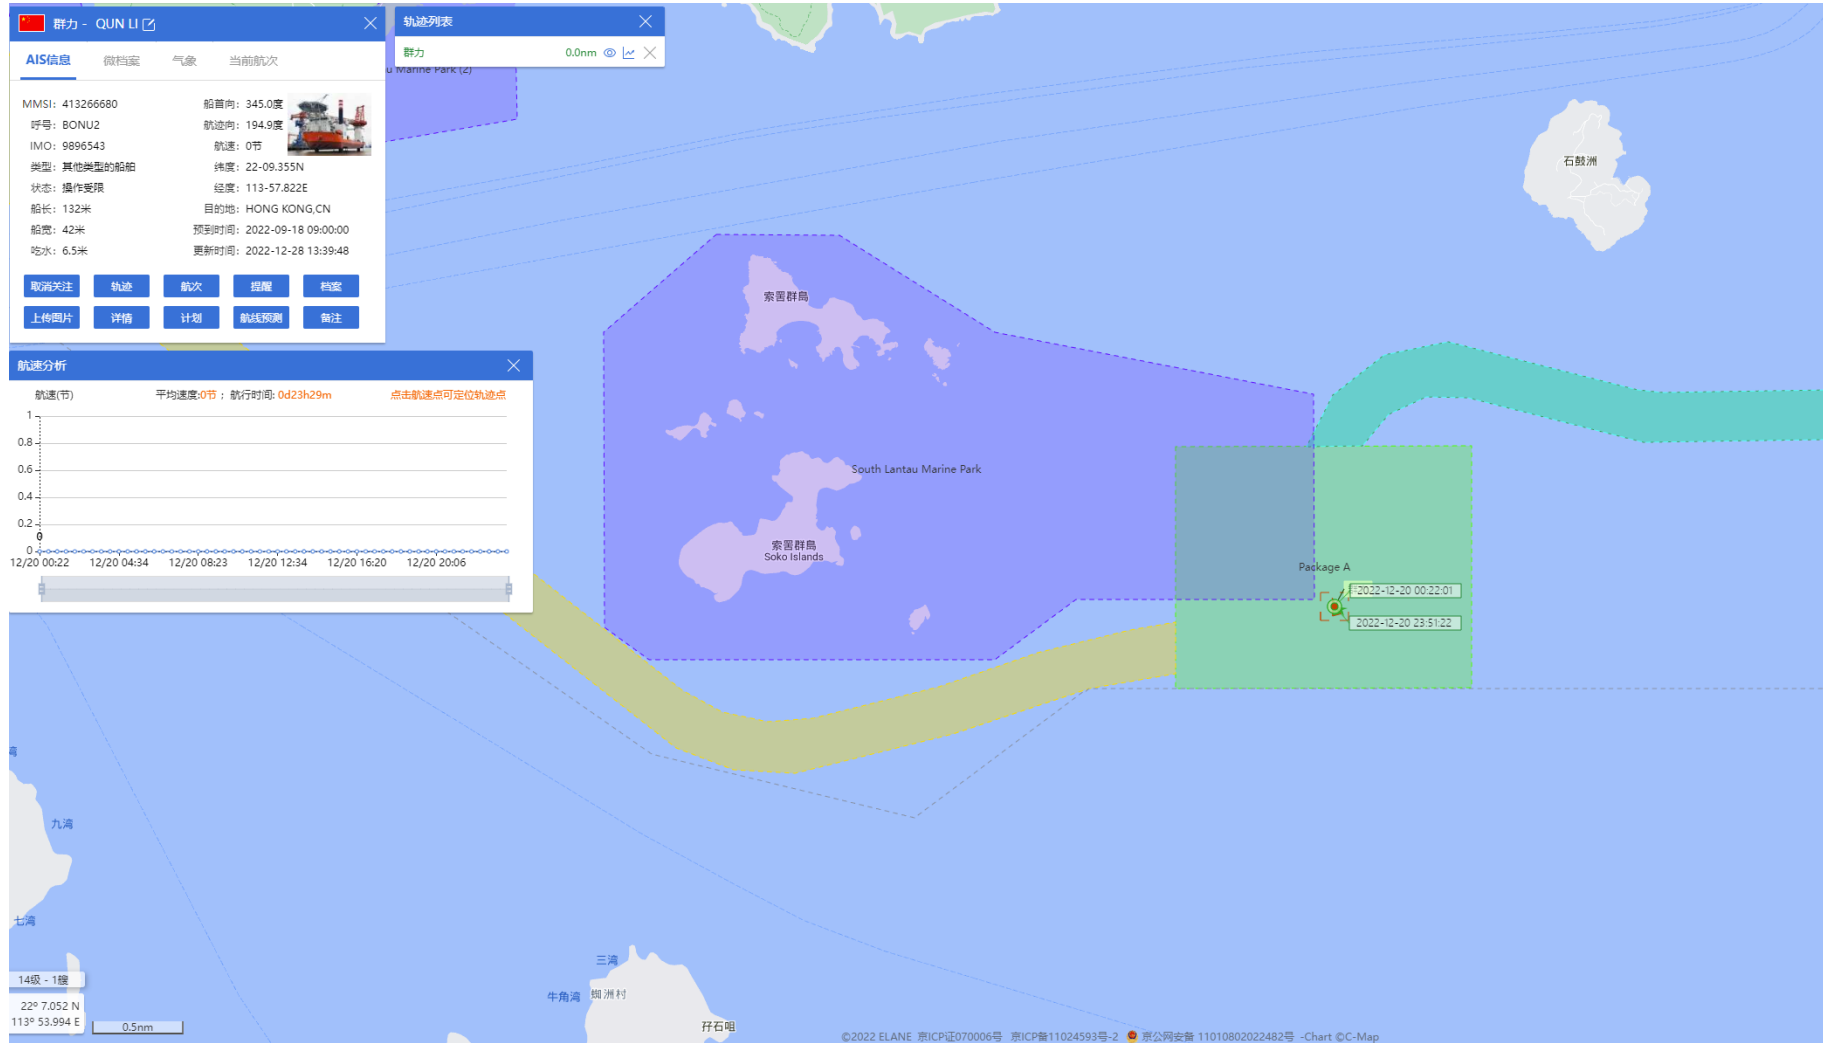 群力 - QUN LI
AIS信息 微档案 气象 当前航次
MMSI: 413266680 船首向: 345.0度
呼号: BONU2 航迹向: 194.9度
IMO: 9896543 航速: 0节
类型: 其他类型的船舶 纬度: 22-09.355N
状态: 操作受限 经度: 113-57.822E
船长: 132米 目的地: HONG KONG,CN
船宽: 42米 预到时间: 2022-09-18 09:00:00
吃水: 6.5米 更新时间: 2022-12-28 13:39:48
取消关注 轨迹 航次 提醒 档案
上传图片 详情 计划 航线预测 备注
轨迹列表
群力 0.0nm
u Marine Park (2)
航速分析
航速(节) 平均速度:0节 ; 航行时间: 0d23h29m 点击航速点可定位轨迹点
1
0.8
0.6
0.4
0.2
0
0
12/20 00:22 12/20 04:34 12/20 08:23 12/20 12:34 12/20 16:20 12/20 20:06
石鼓洲
索罟群島
South Lantau Marine Park
索罟群島
Soko Islands
Package A
2022-12-20 00:22:01
2022-12-20 23:51:22
湾
九湾
七湾
三湾
牛角湾
蜘洲村
孖石咀
14级 - 1艘
22º 7.052 N
113º 53.994 E
0.5nm
©2022 ELANE 京ICP证070006号 京ICP备11024593号-2 京公网安备 11010802022482号 -Chart ©C-Map